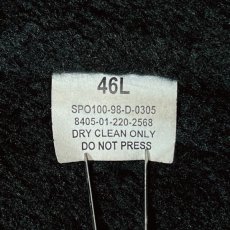 46L
SPO100-98-D-0305
8405-01-220-2568
DRY CLEAN ONLY
DO NOT PRESS